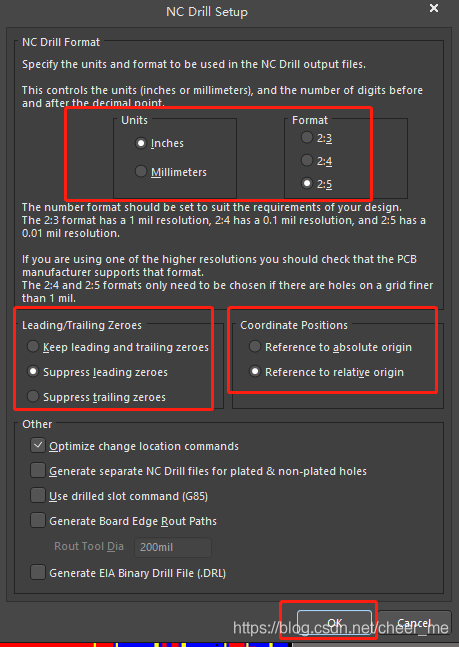 NC Drill Setup
NC Drill Format
Specify the units and format to be used in the NC Drill output files.
This controls the units (inches or millimeters), and the number of digits before
and after the decimal point.
Units
Format
Inches
2:3
Millimeters
2:4
2:5
The number format should be set to suit the requirements of your design.
The 2:3 format has a 1 mil resolution, 2:4 has a 0.1 mil resolution, and 2:5 has a
0.01 mil resolution.
If you are using one of the higher resolutions you should check that the PCB
manufacturer supports that format.
The 2:4 and 2:5 formats only need to be chosen if there are holes on a grid finer
than 1 mil.
Leading/Trailing Zeroes
Keep leading and trailing zeroes
Suppress leading zeroes
Suppress trailing zeroes
Coordinate Positions
Reference to absolute origin
Reference to relative origin
Other
Optimize change location commands
Generate separate NC Drill files for plated & non-plated holes
Use drilled slot command (G85)
Generate Board Edge Rout Paths
Rout Tool Dia 200mil
Generate EIA Binary Drill File (.DRL)
OK
Cancel
https://blog.csdn.net/cheer_me